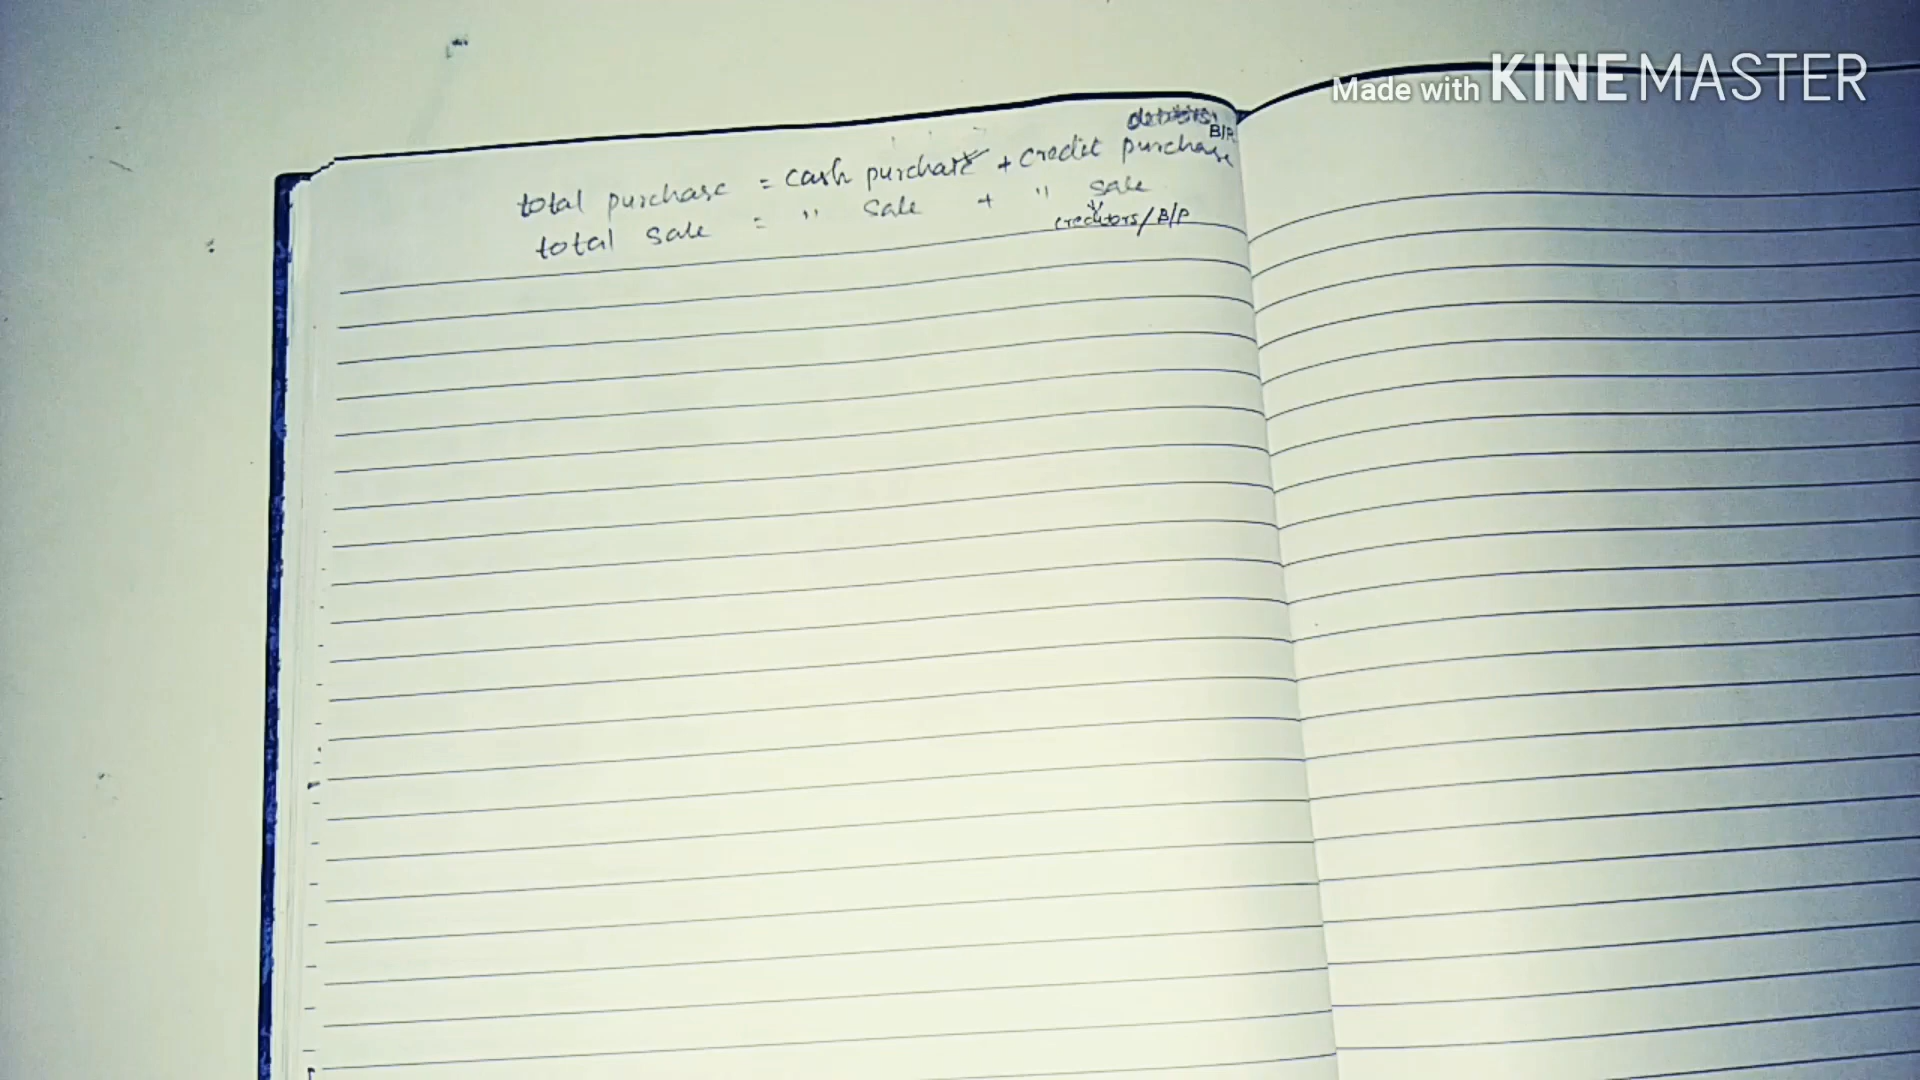 Made with KINEMASTER
debtors/
B/R
total purchase = cash purchase + credit purchase
total sale = " sale + " sale
creditors/B/P